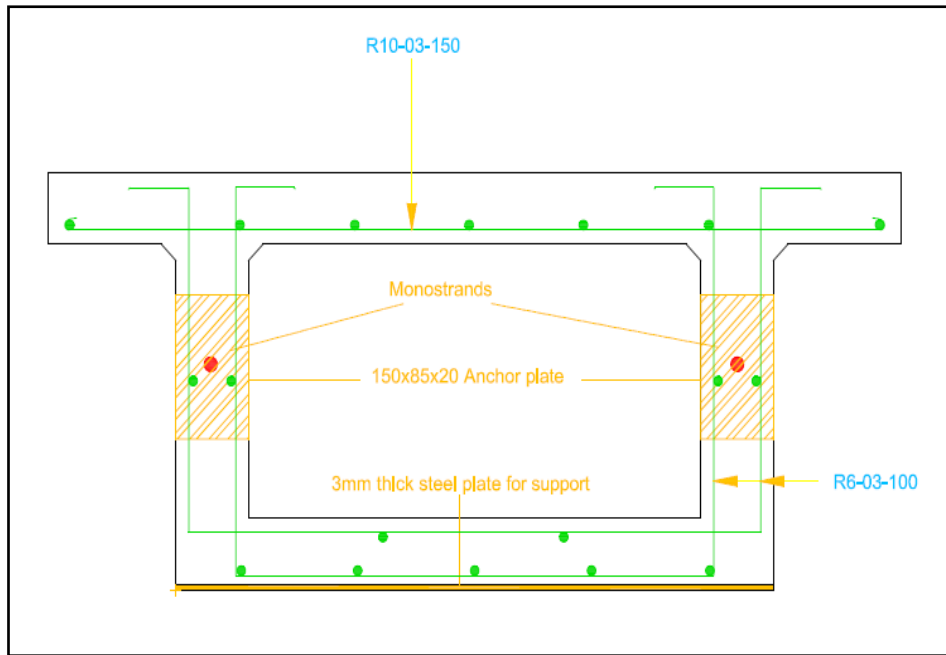 R10-03-150
Monostrands
150x85x20 Anchor plate
3mm thick steel plate for support
R6-03-100